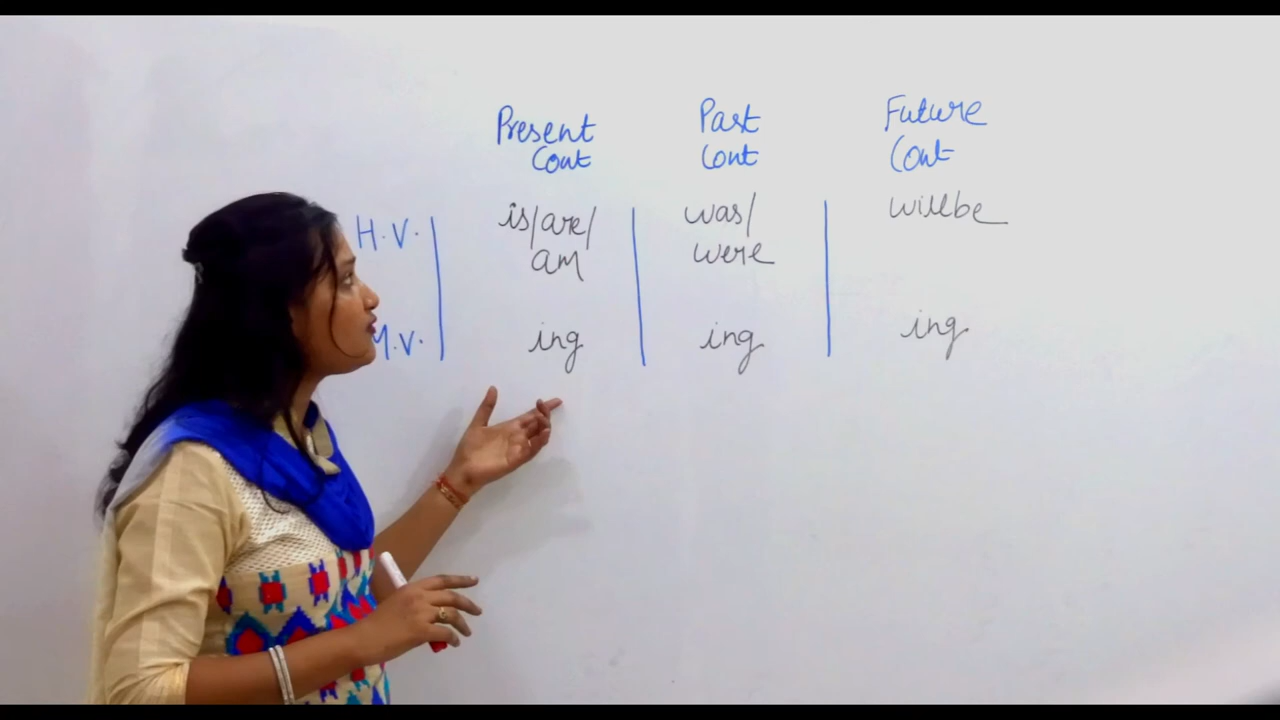 Present Past Future
Cont Cont Cont
H.V. is/are/ was/ willbe
am were
M.V. ing ing ing